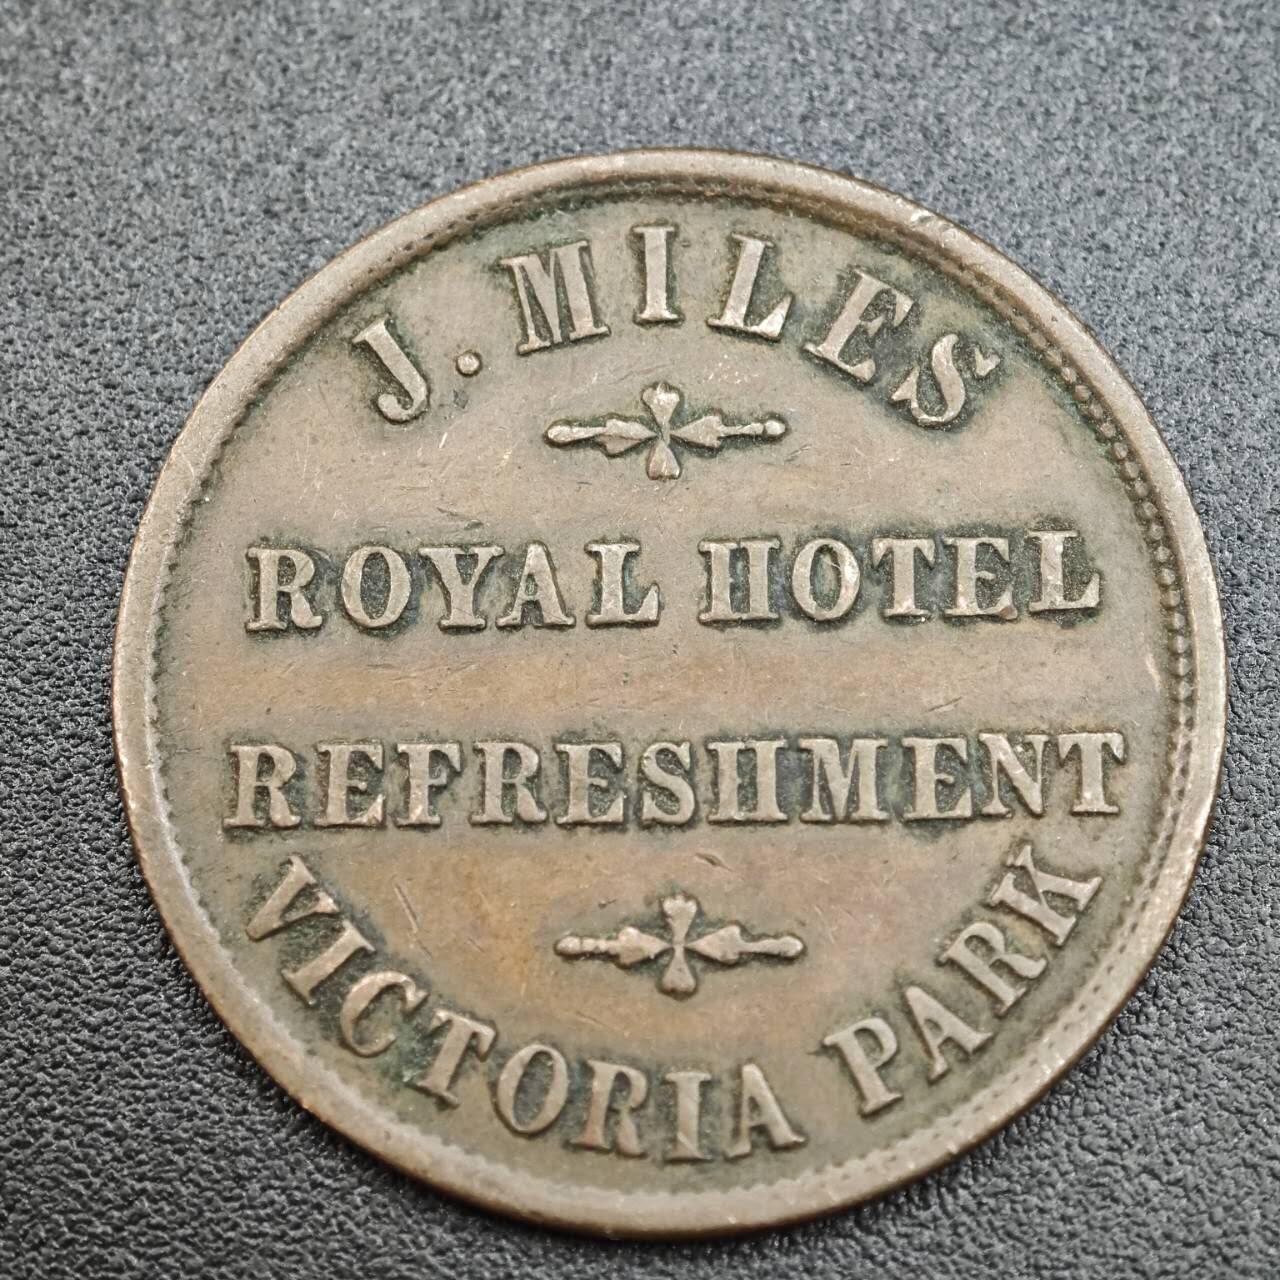 J. MILES
ROYAL HOTEL
REFRESHMENT
VICTORIA PARK